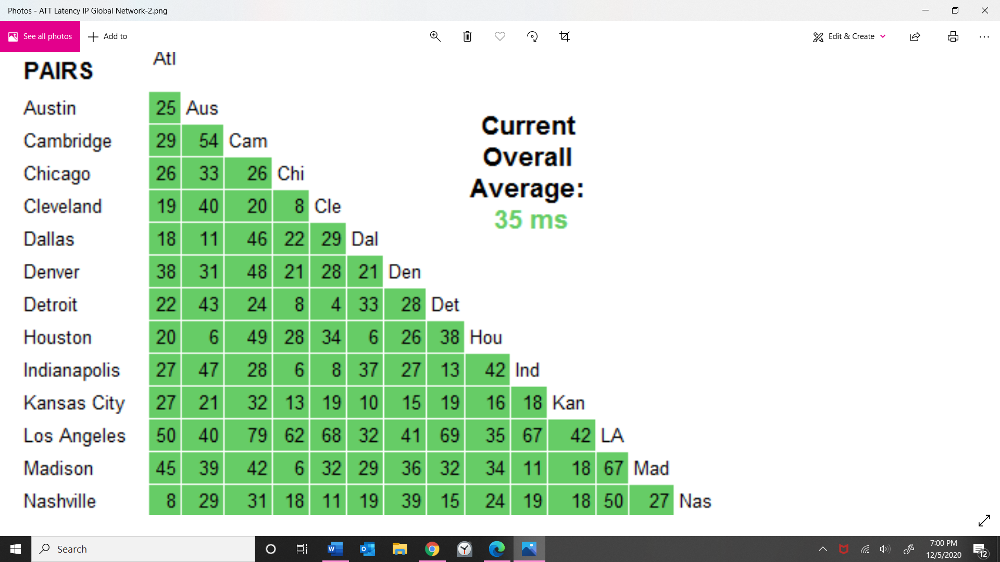 Photos - ATT Latency IP Global Network-2.png
See all photos Add to Edit & Create
Atl
PAIRS
Austin 25 Aus
Cambridge 29 54 Cam
Chicago 26 33 26 Chi
Cleveland 19 40 20 8 Cle
Dallas 18 11 46 22 29 Dal
Denver 38 31 48 21 28 21 Den
Detroit 22 43 24 8 4 33 28 Det
Houston 20 6 49 28 34 6 26 38 Hou
Indianapolis 27 47 28 6 8 37 27 13 42 Ind
Kansas City 27 21 32 13 19 10 15 19 16 18 Kan
Los Angeles 50 40 79 62 68 32 41 69 35 67 42 LA
Madison 45 39 42 6 32 29 36 32 34 11 18 67 Mad
Nashville 8 29 31 18 11 19 39 15 24 19 18 50 27 Nas
Current
Overall
Average:
35 ms
Search
7:00 PM
12/5/2020
12